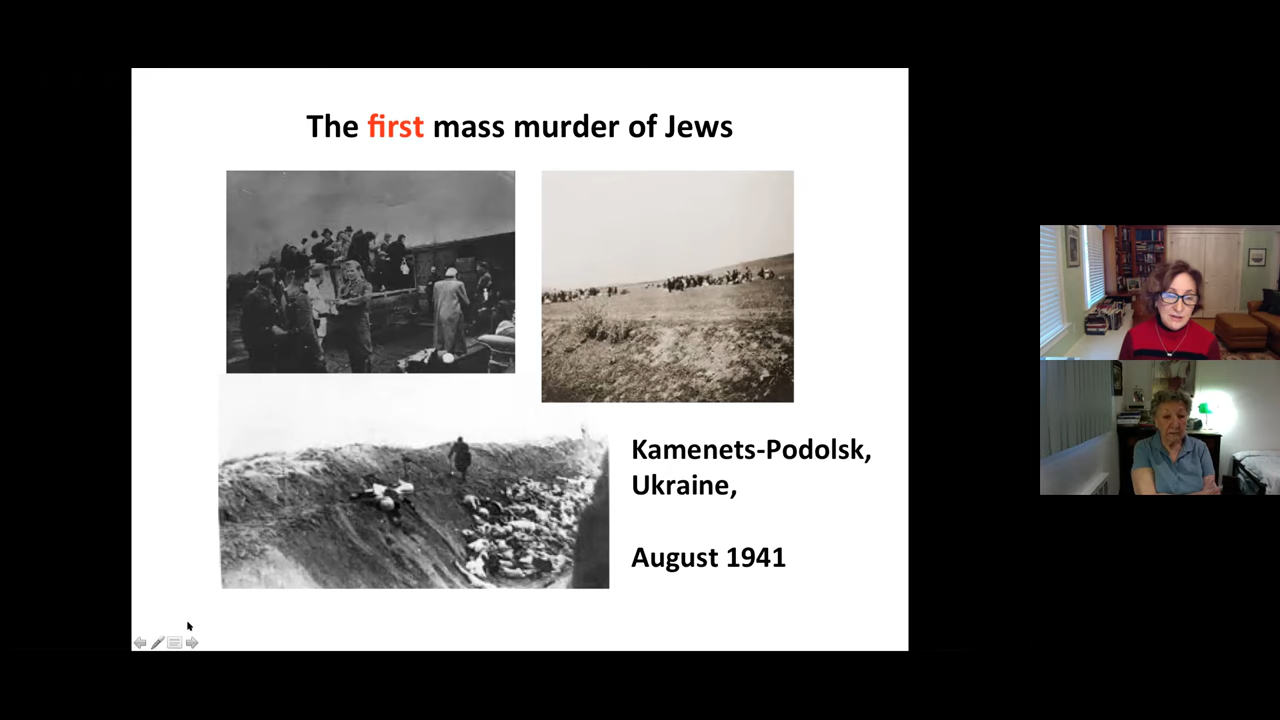 The first mass murder of Jews
Kamenets-Podolsk,
Ukraine,
August 1941